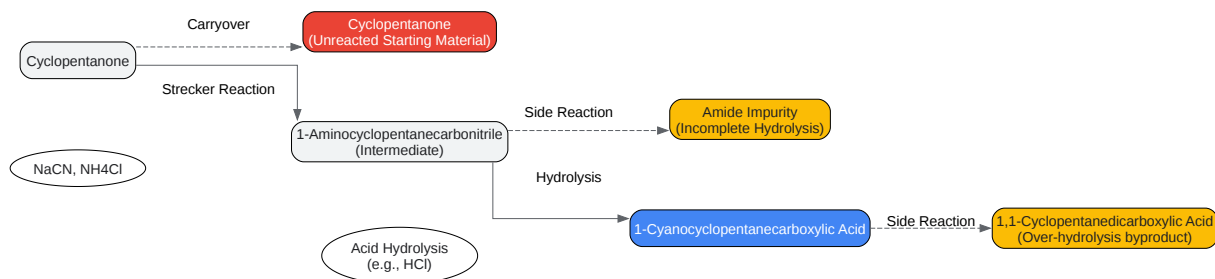 Carryover
Cyclopentanone
(Unreacted Starting Material)
Cyclopentanone
Strecker Reaction
1-Aminocyclopentanecarbonitrile
(Intermediate)
Side Reaction
Amide Impurity
(Incomplete Hydrolysis)
NaCN, NH4Cl
Hydrolysis
1-Cyanocyclopentanecarboxylic Acid
Side Reaction
1,1-Cyclopentanedicarboxylic Acid
(Over-hydrolysis byproduct)
Acid Hydrolysis
(e.g., HCl)